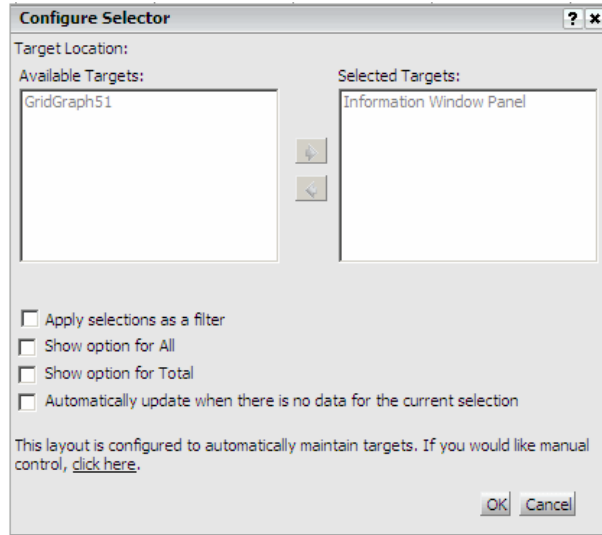 Configure Selector
? x
Target Location:
Available Targets:
Selected Targets:
GridGraph51
Information Window Panel
Apply selections as a filter
Show option for All
Show option for Total
Automatically update when there is no data for the current selection
This layout is configured to automatically maintain targets. If you would like manual
control, click here.
OK Cancel